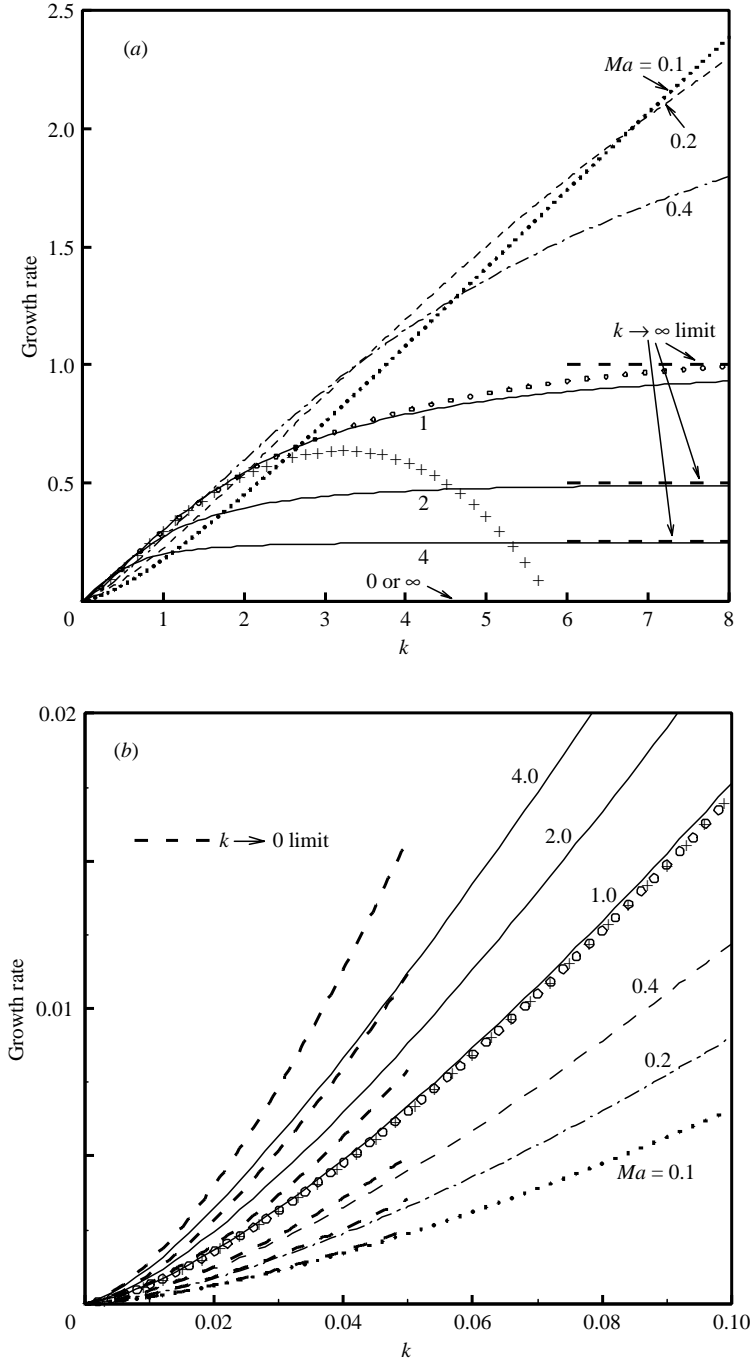 2.5
(a)
Ma = 0.1
2.0
0.2
0.4
1.5
Growth rate
k → ∞ limit
1.0
1
0.5
2
4
0 or ∞
0 1 2 3 4 5 6 7 8
k
0.02
(b)
4.0
k → 0 limit
2.0
1.0
0.4
0.01
Growth rate
0.2
Ma = 0.1
0 0.02 0.04 0.06 0.08 0.10
k